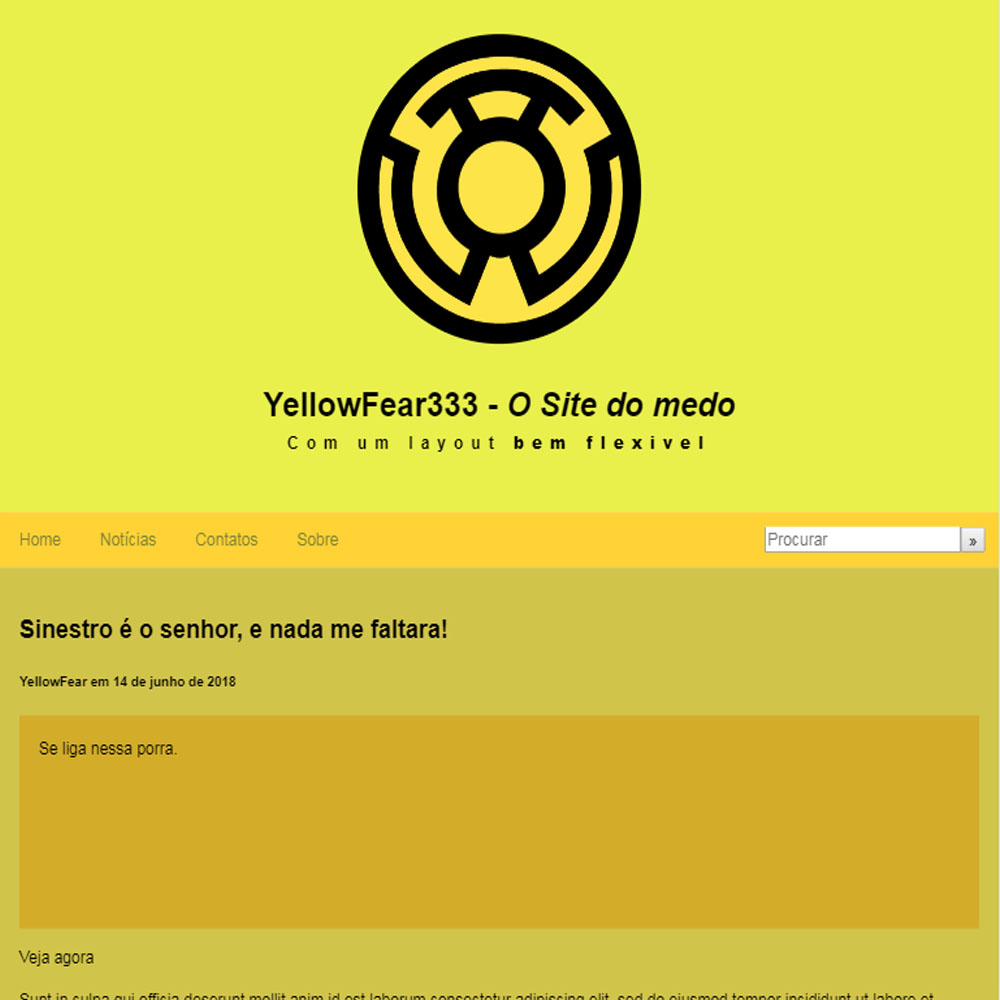 YellowFear333 - O Site do medo
Com um layout bem flexivel
Home Notícias Contatos Sobre Procurar »
Sinestro é o senhor, e nada me faltara!
YellowFear em 14 de junho de 2018
Se liga nessa porra.
Veja agora
Sunt in culpa qui officia deserunt mollit anim id est laborum consectetur adipiscing elit, sed do eiusmod tempor incididunt ut labore et